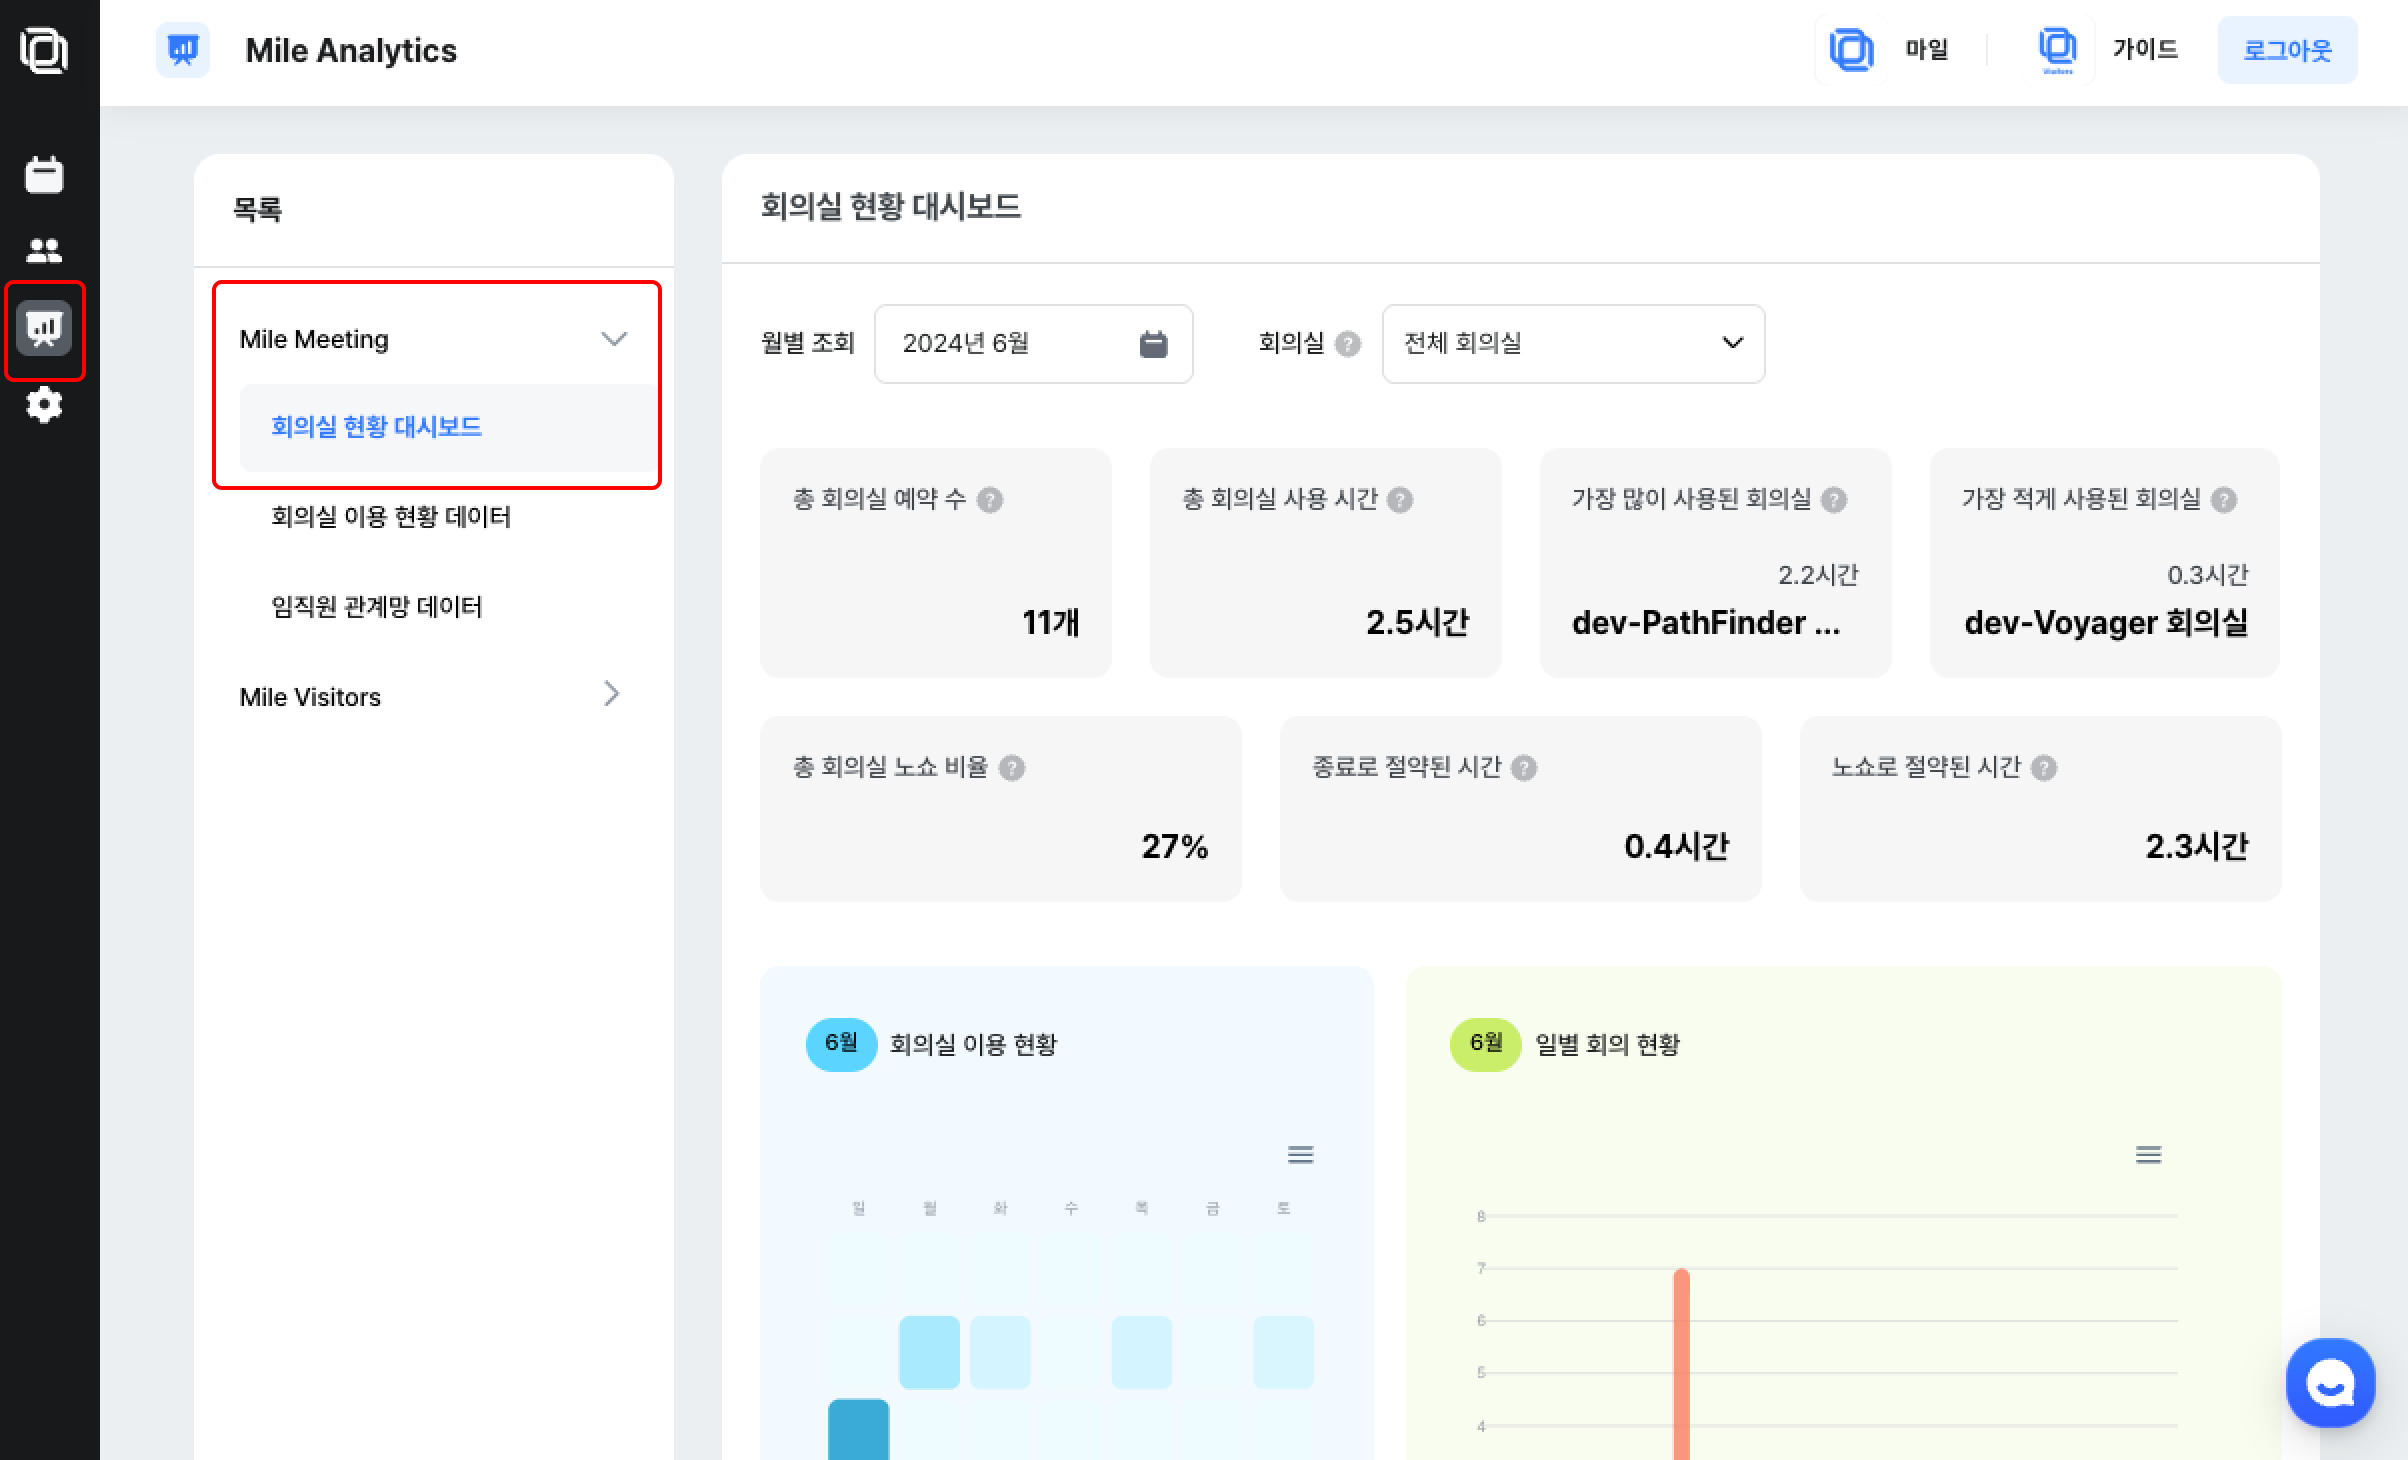 Mile Analytics
마일
Visitors
가이드
로그아웃
목록
Mile Meeting
회의실 현황 대시보드
회의실 이용 현황 데이터
임직원 관계망 데이터
Mile Visitors
회의실 현황 대시보드
월별 조회
2024년 6월
회의실 ?
전체 회의실
총 회의실 예약 수 ?
11개
총 회의실 사용 시간 ?
2.5시간
가장 많이 사용된 회의실 ?
2.2시간
dev-PathFinder ...
가장 적게 사용된 회의실 ?
0.3시간
dev-Voyager 회의실
총 회의실 노쇼 비율 ?
27%
종료로 절약된 시간 ?
0.4시간
노쇼로 절약된 시간 ?
2.3시간
6월 회의실 이용 현황
일 월 화 수 목 금 토
6월 일별 회의 현황
8
7
6
5
4